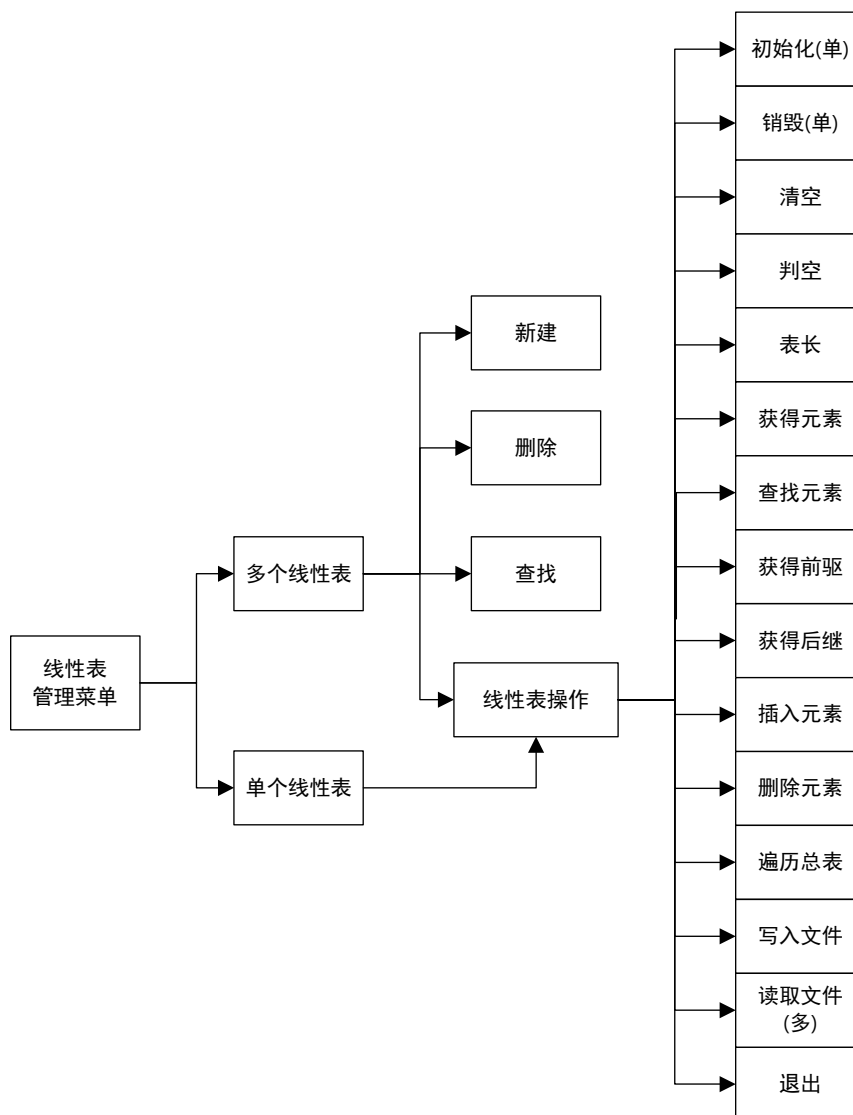 线性表
管理菜单
多个线性表
单个线性表
新建
删除
查找
线性表操作
初始化(单)
销毁(单)
清空
判空
表长
获得元素
查找元素
获得前驱
获得后继
插入元素
删除元素
遍历总表
写入文件
读取文件
(多)
退出